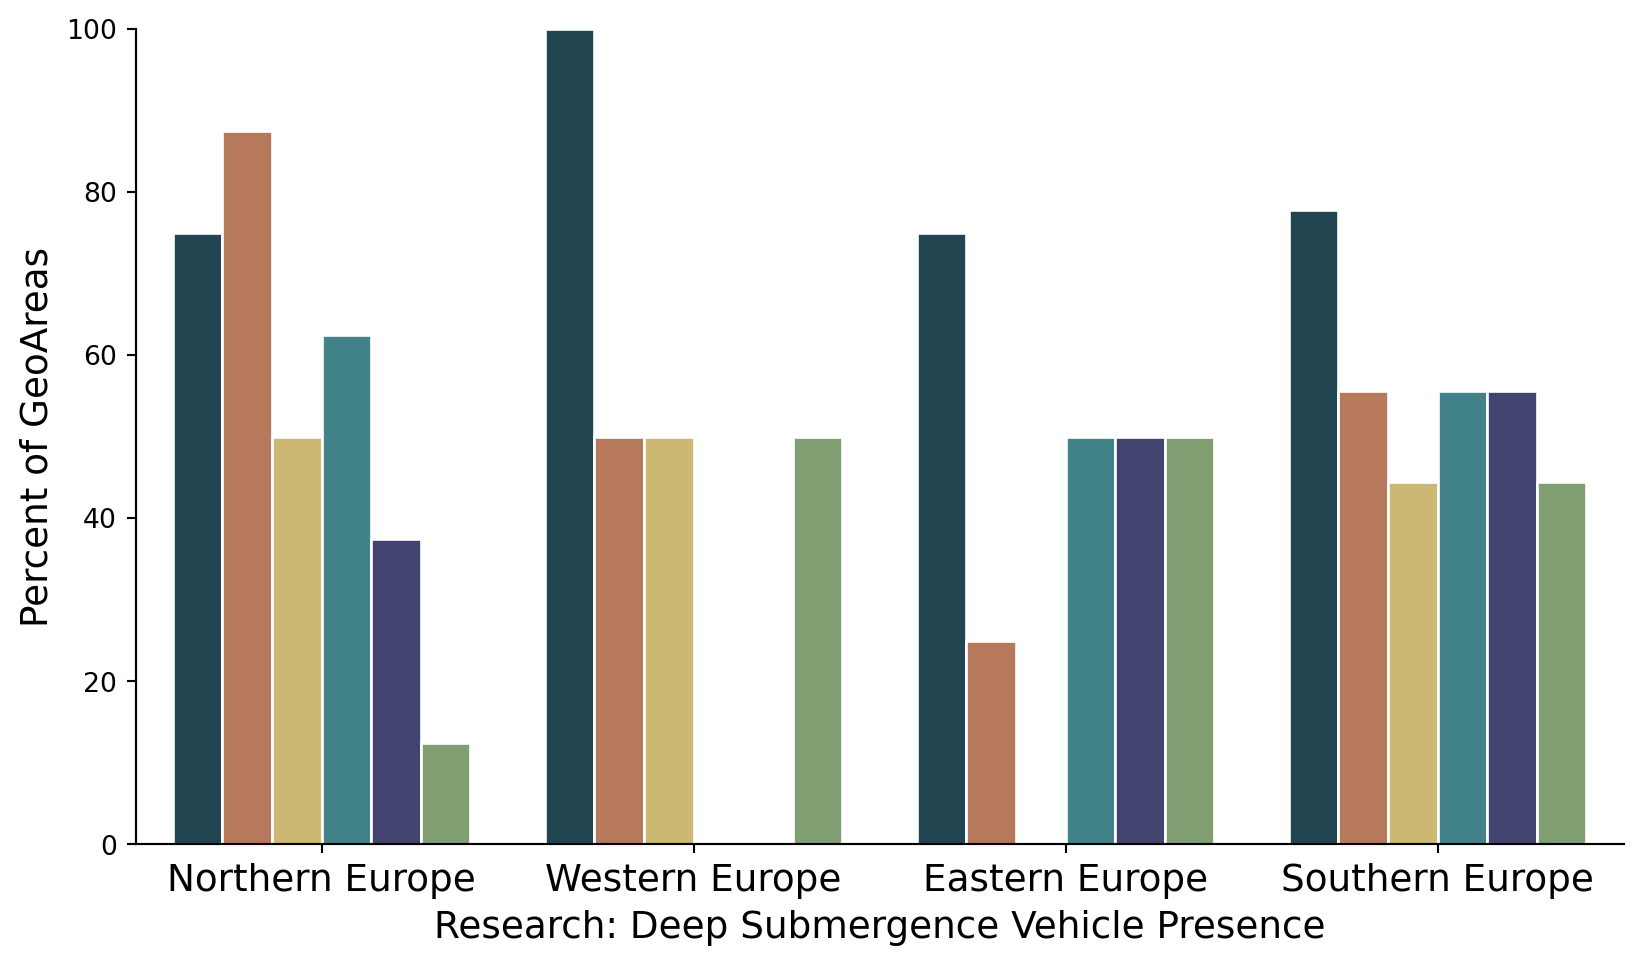 100
80
60
40
20
0
Percent of GeoAreas
Northern Europe
Western Europe
Eastern Europe
Southern Europe
Research: Deep Submergence Vehicle Presence